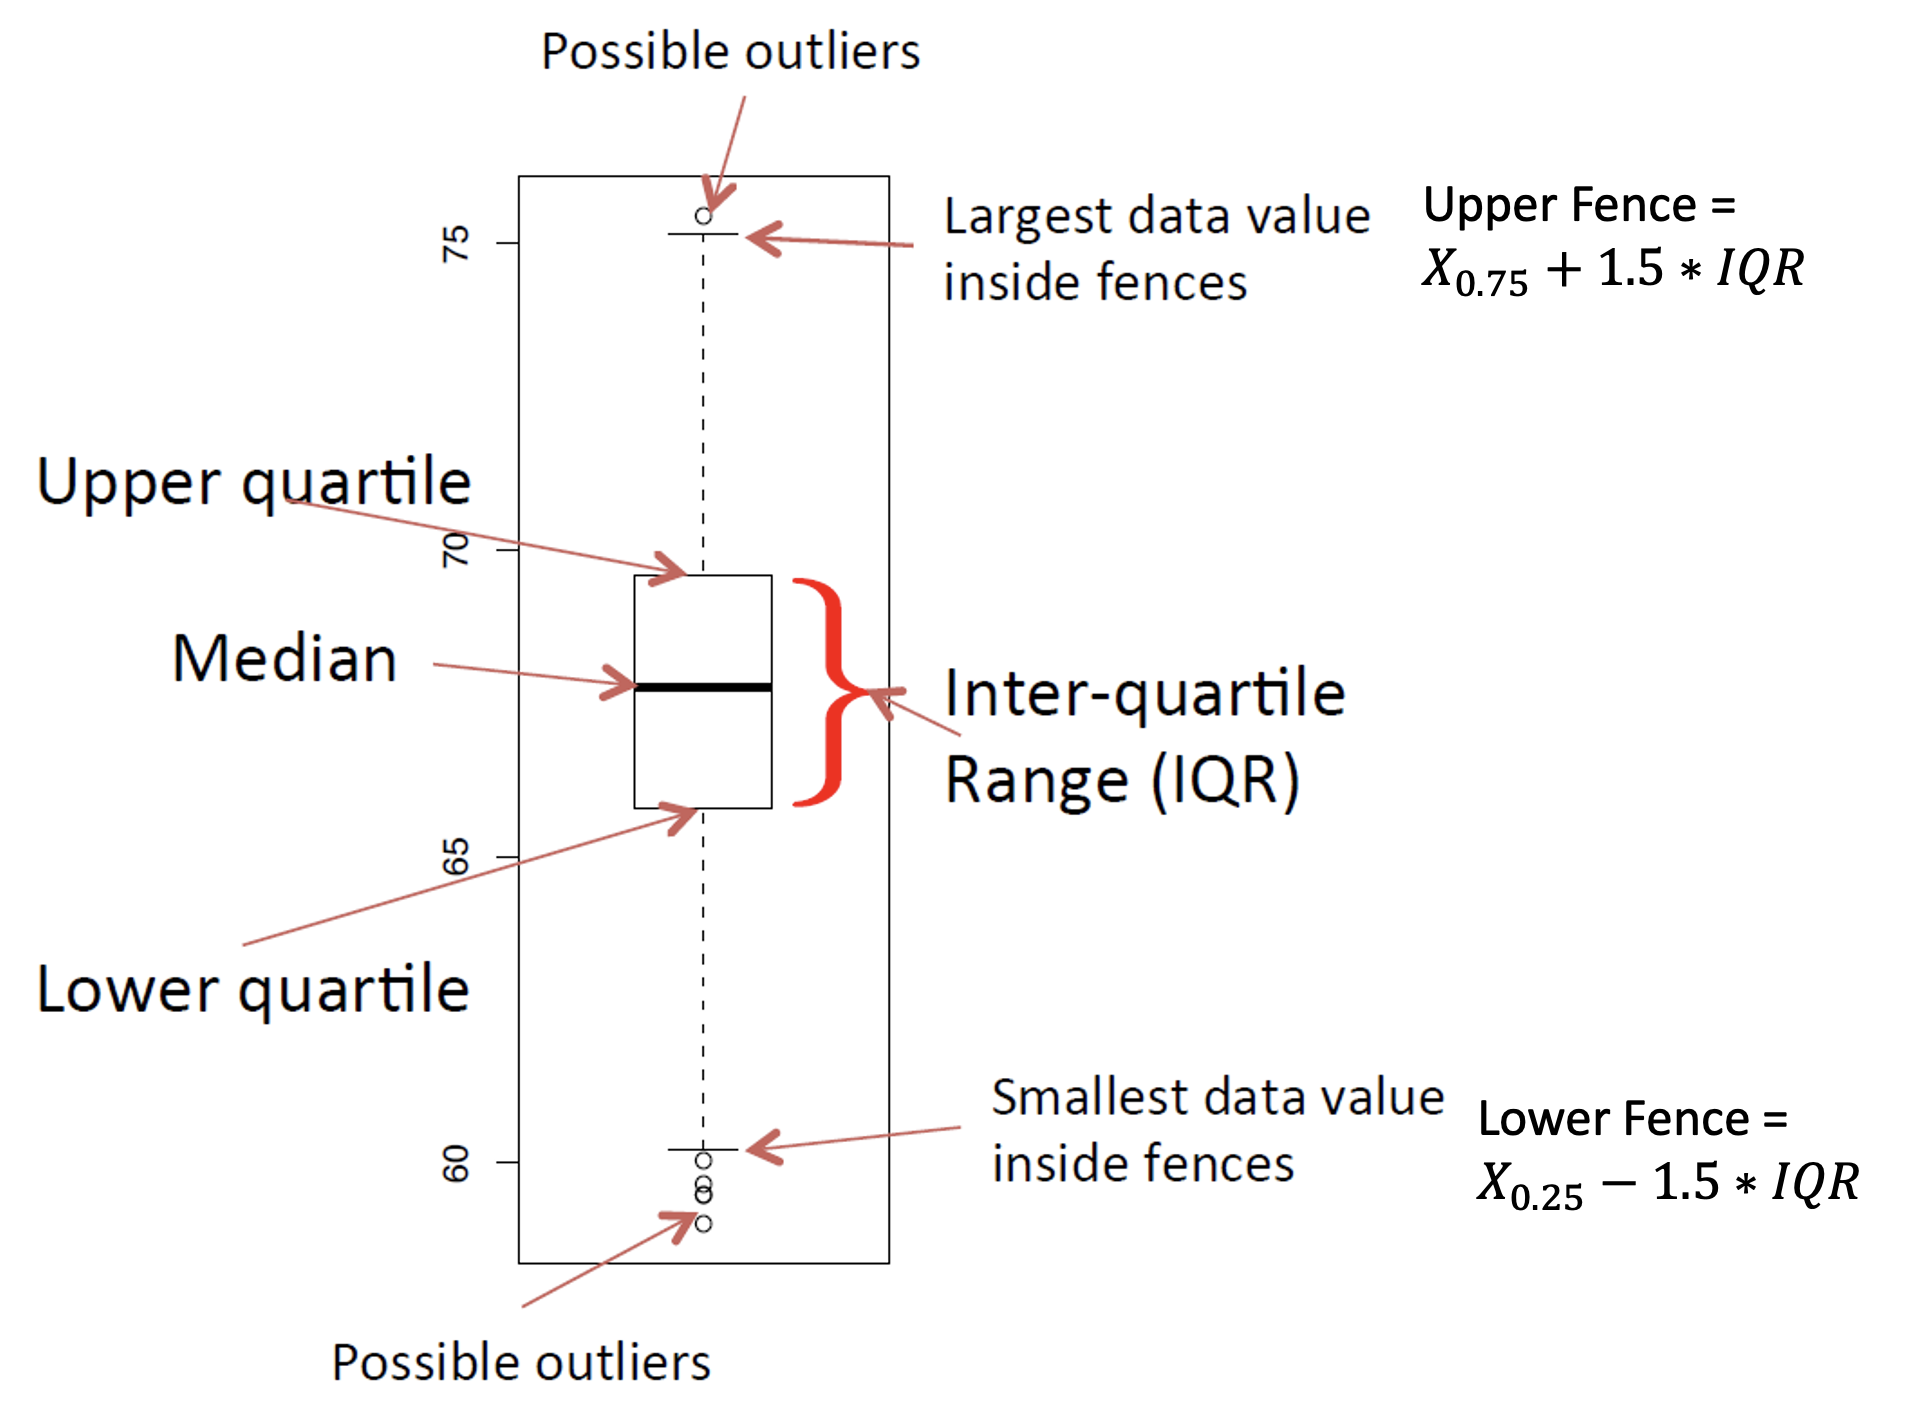 Possible outliers
Largest data value
inside fences
Upper Fence =
X₀.₇₅ + 1.5 ∗ IQR
75
Upper quartile
70
Median
Inter-quartile
Range (IQR)
65
Lower quartile
Smallest data value
inside fences
Lower Fence =
X₀.₂₅ − 1.5 ∗ IQR
60
Possible outliers